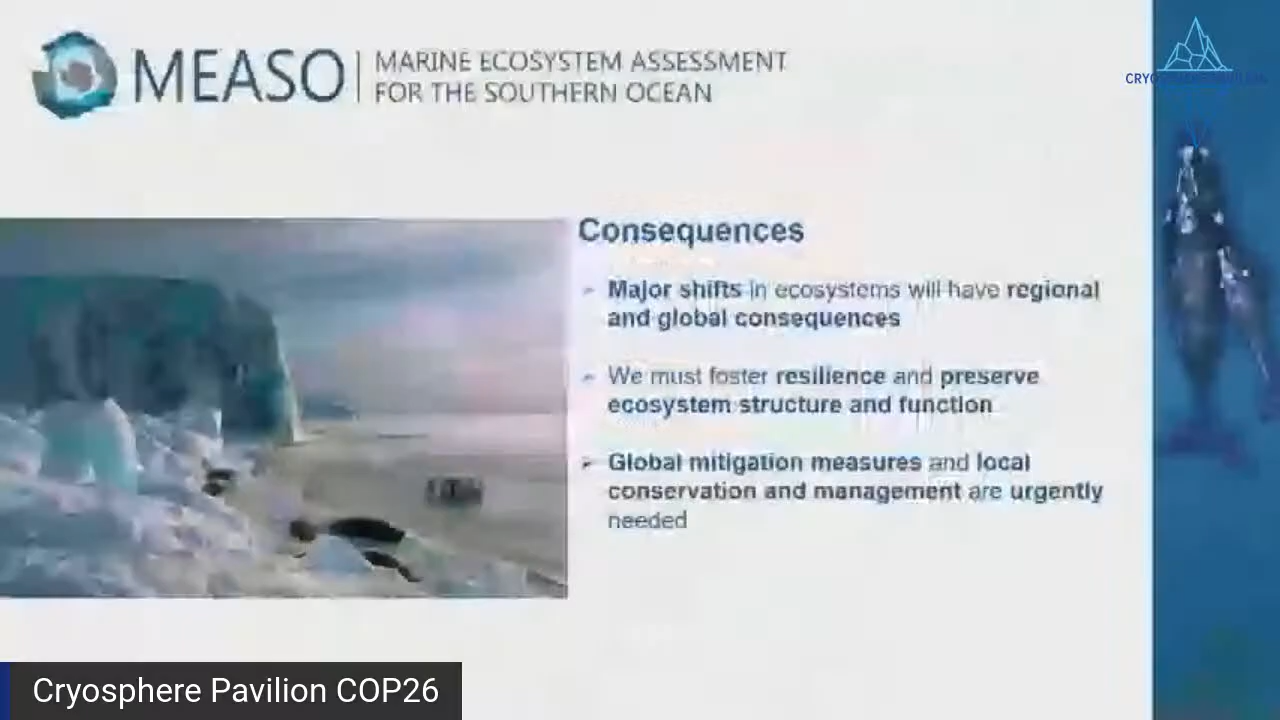 MEASO
MARINE ECOSYSTEM ASSESSMENT
FOR THE SOUTHERN OCEAN
Consequences
Major shifts in ecosystems will have regional
and global consequences
We must foster resilience and preserve
ecosystem structure and function
Global mitigation measures and local
conservation and management are urgently
needed
Cryosphere Pavilion COP26